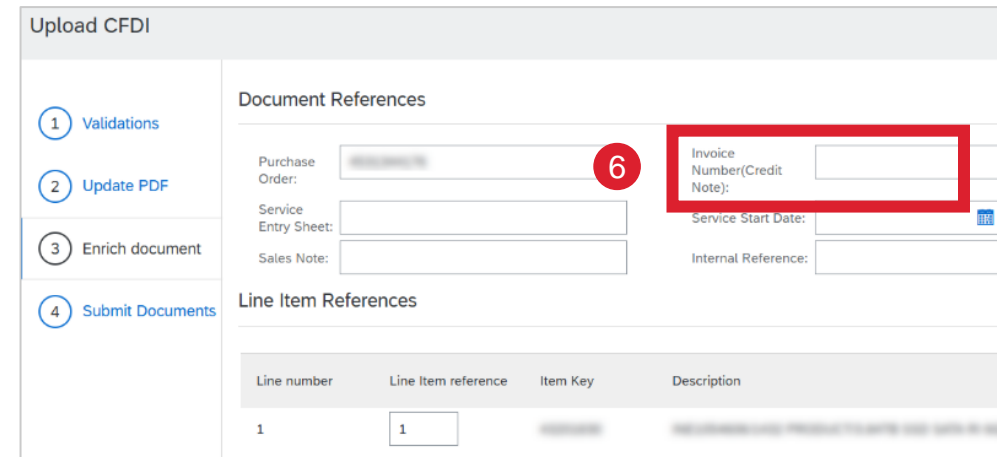 Upload CFDI
1 Validations
2 Update PDF
3 Enrich document
4 Submit Documents
Document References
Purchase
Order:
6
Invoice
Number(Credit
Note):
Service
Entry Sheet:
Service Start Date:
Sales Note:
Internal Reference:
Line Item References
Line number Line Item reference Item Key Description
1 1